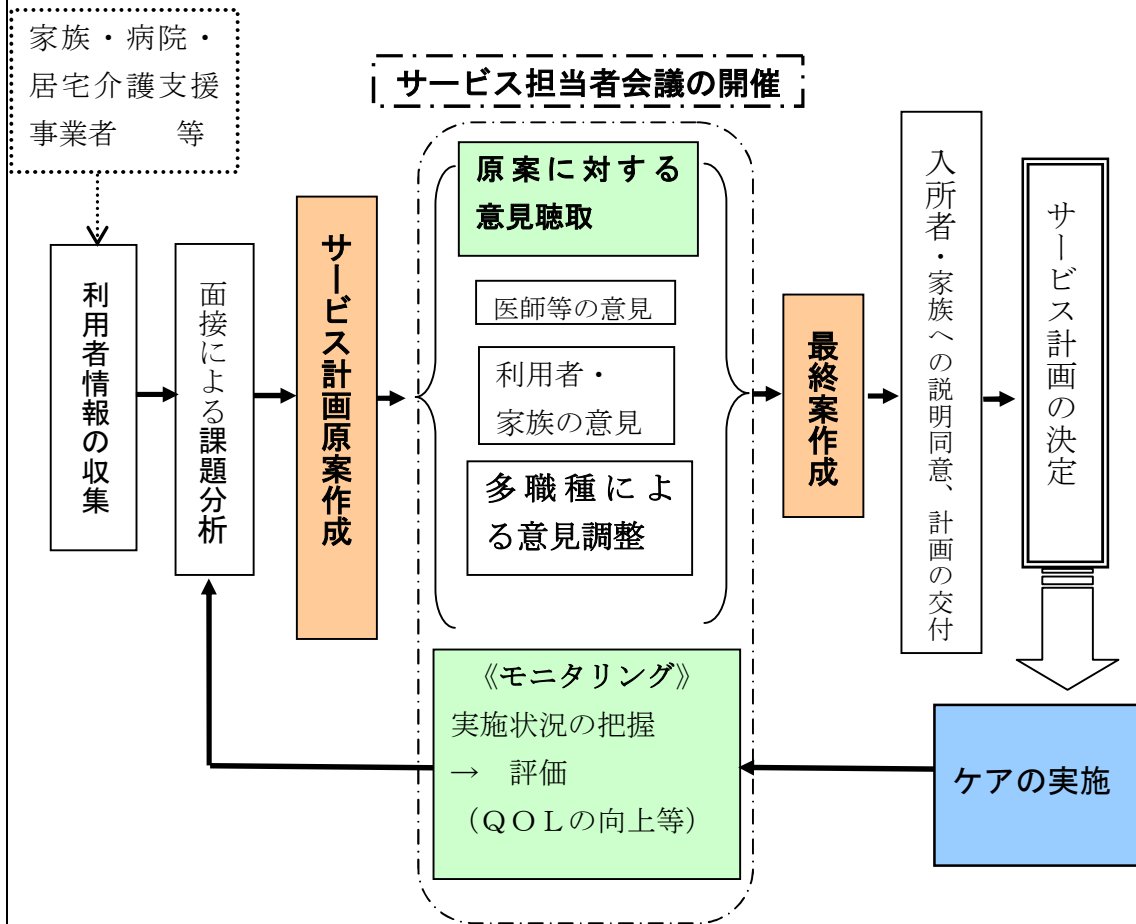 家族・病院・
居宅介護支援
事業者　　等
サービス担当者会議の開催
利用者情報の収集
面接による課題分析
サービス計画原案作成
原案に対する
意見聴取
医師等の意見
利用者・
家族の意見
多職種によ
る意見調整
最終案作成
入所者・家族への説明同意、計画の交付
サービス計画の決定
《モニタリング》
実施状況の把握
→　評価
（ＱＯＬの向上等）
ケアの実施